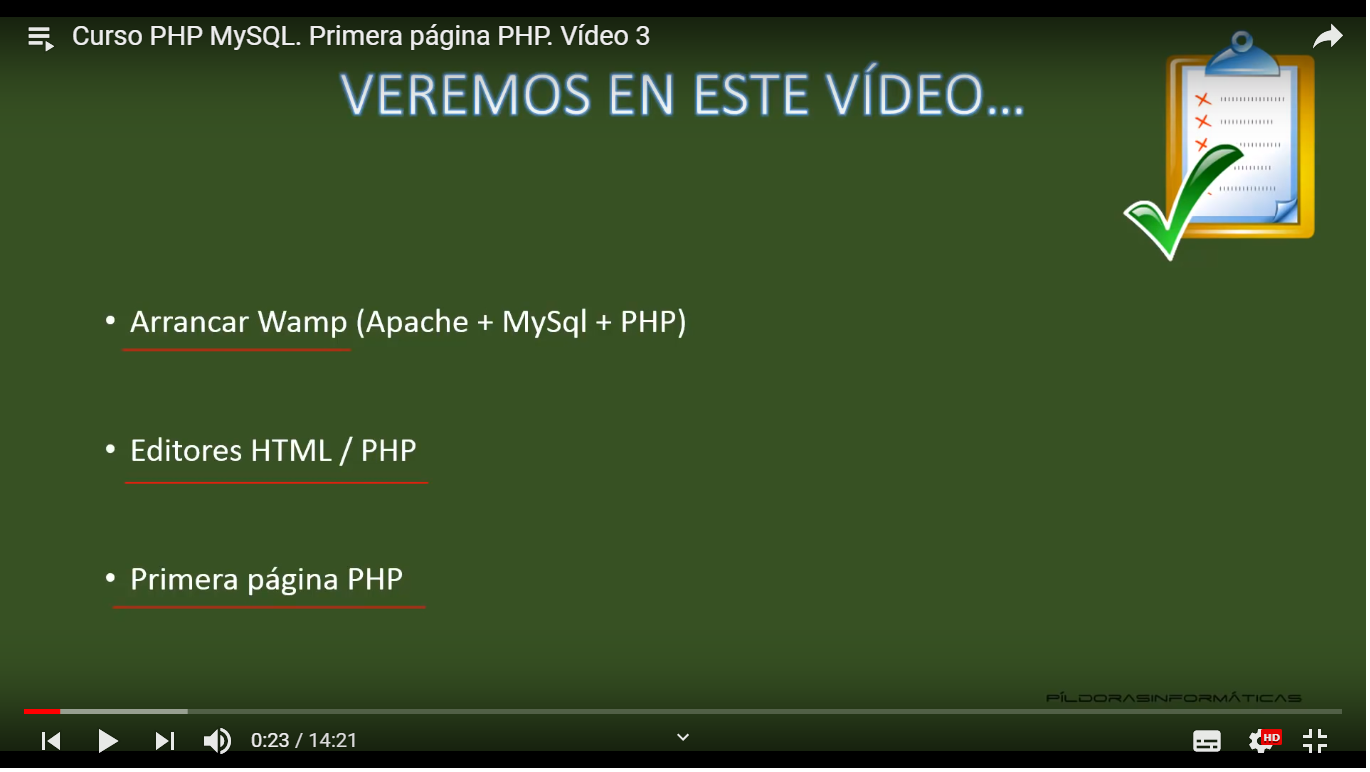 Curso PHP MySQL. Primera página PHP. Vídeo 3
VEREMOS EN ESTE VÍDEO...
• Arrancar Wamp (Apache + MySql + PHP)
• Editores HTML / PHP
• Primera página PHP
PÍLDORASINFORMÁTICAS
0:23 / 14:21
HD